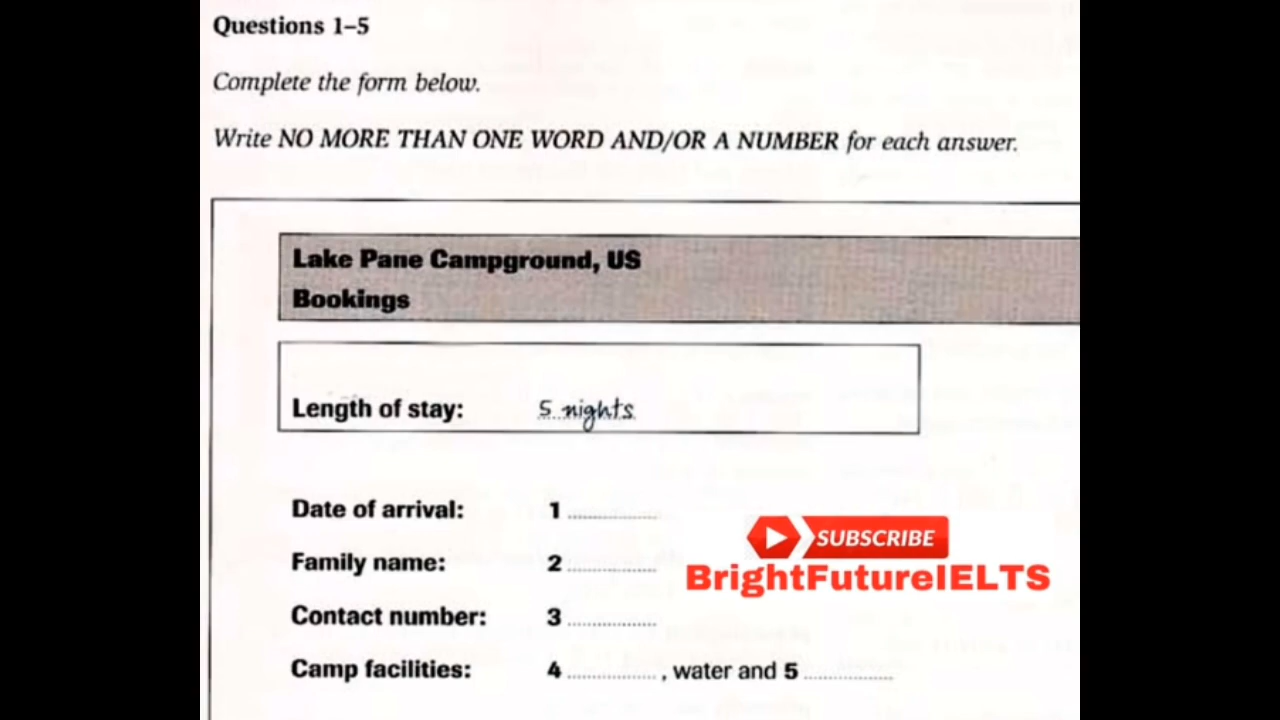 Questions 1–5
Complete the form below.
Write NO MORE THAN ONE WORD AND/OR A NUMBER for each answer.
Lake Pane Campground, US
Bookings
Length of stay: 5 nights
Date of arrival: 1 ..................
Family name: 2 ..................
Contact number: 3 ..................
Camp facilities: 4 .................. , water and 5 ..................
SUBSCRIBE
BrightFutureIELTS